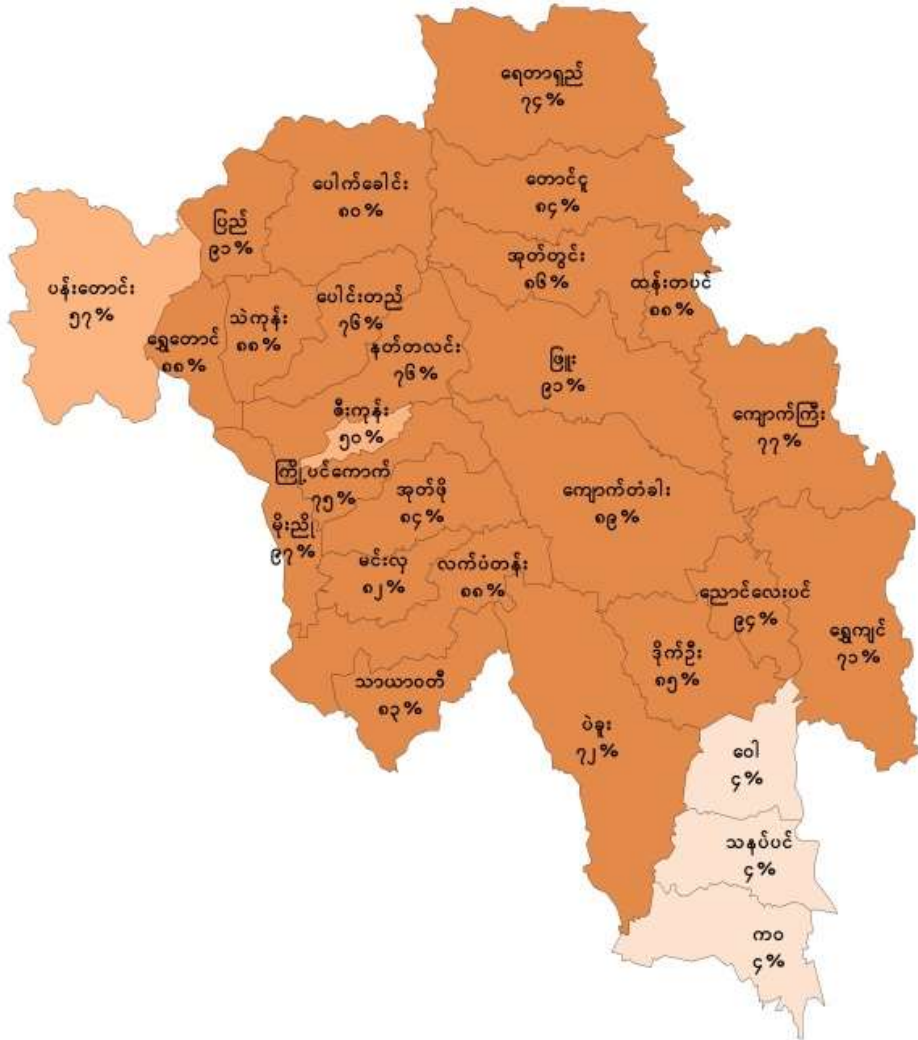 ရေတာရှည်
၇၄%
ပေါက်ခေါင်း
၈၀%
တောင်ငူ
၈၄%
ပြည်
၉၁%
အုတ်တွင်း
၈၆%
ထန်းတပင်
၈၈%
ပန်းတောင်း
၅၇%
ပေါင်းတည်
၇၆%
သဲကုန်း
၈၈%
ရွှေတောင်
၈၈%
နတ်တလင်း
၇၆%
ဖြူး
၉၁%
ကျောက်ကြီး
၇၇%
ဇီးကုန်း
၅၀%
ကြို့ပင်ကောက်
၇၅%
အုတ်ဖို
၈၄%
ကျောက်တံခါး
၈၉%
မိုးညို
၉၇%
မင်းလှ
၈၂%
လက်ပံတန်း
၈၈%
ညောင်လေးပင်
၉၄%
ရွှေကျင်
၇၁%
ဒိုက်ဦး
၈၅%
သာယာဝတီ
၈၃%
ပဲခူး
၇၂%
ဝေါ
၄%
သနပ်ပင်
၄%
ကဝ
၄%